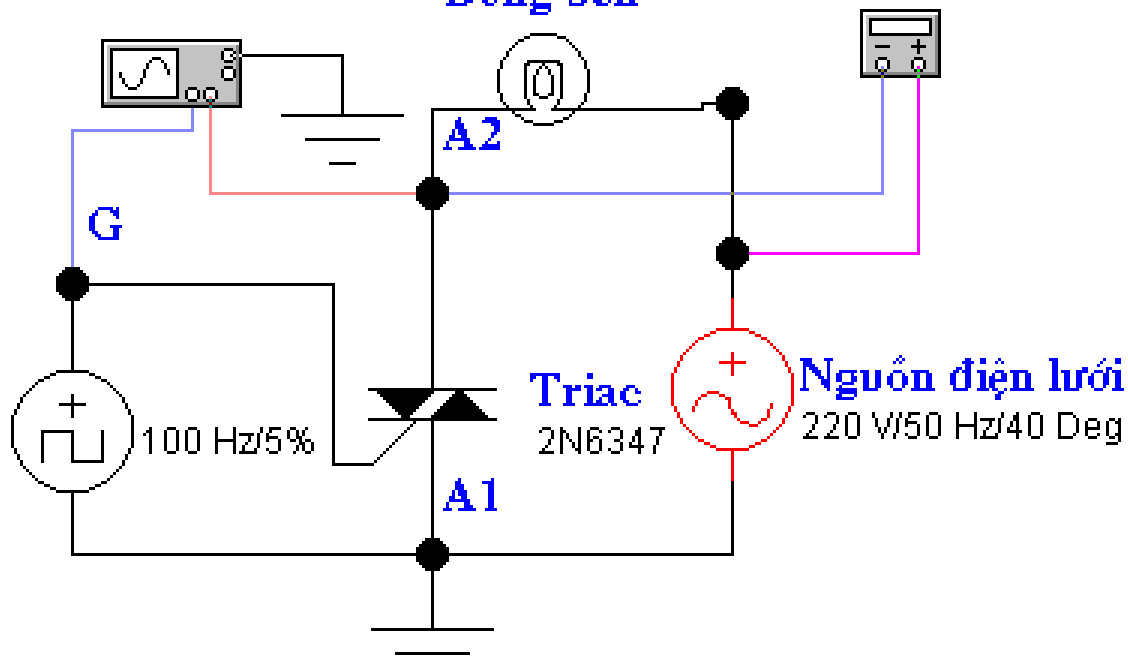 A2
G
100 Hz/5%
Triac
2N6347
Nguồn điện lưới
220 V/50 Hz/40 Deg
A1